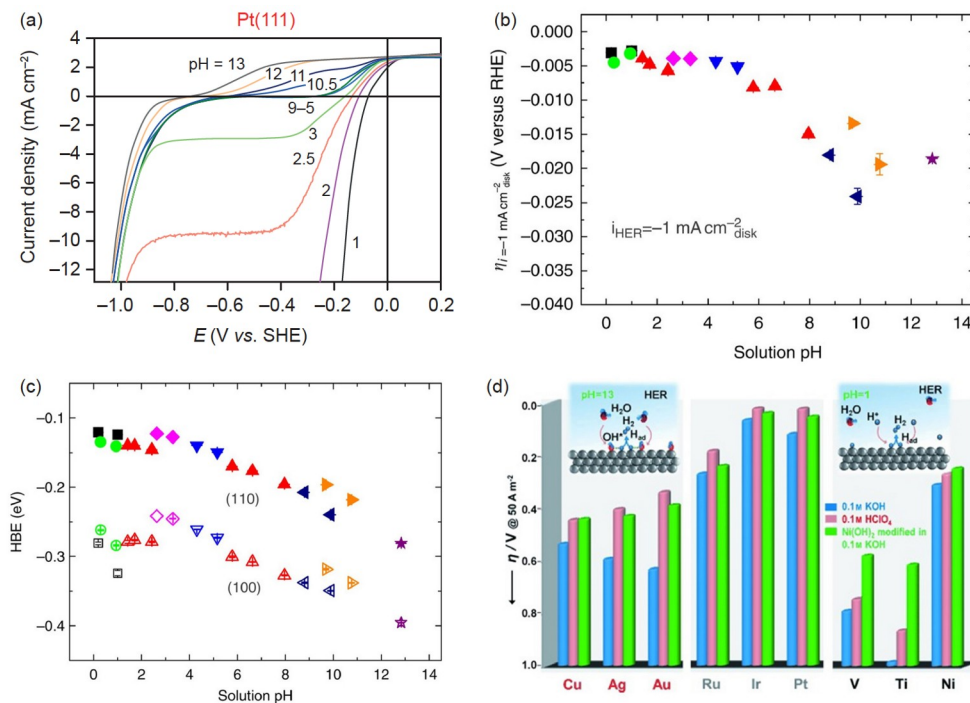 (a)
Pt(111)
Current density (mA cm⁻²)
4
2
0
−2
−4
−6
−8
−10
−12
pH = 13
12
11
10.5
9–5
3
2.5
2
1
−1.0
−0.8
−0.6
−0.4
−0.2
0.0
0.2
E (V vs. SHE)
(b)
η i=−1 mA cm⁻² disk (V versus RHE)
0.000
−0.005
−0.010
−0.015
−0.020
−0.025
−0.030
−0.035
−0.040
iHER=−1 mA cm⁻² disk
0 2 4 6 8 10 12 14
Solution pH
(c)
HBE (eV)
−0.1
−0.2
−0.3
−0.4
(110)
(100)
0 2 4 6 8 10 12 14
Solution pH
(d)
η / V @ 50 A m⁻²
0.0
0.2
0.4
0.6
0.8
1.0
pH=13
HER
H₂O
H₂
OH•
Had
pH=1
HER
H₂O
H•
H₂
Had
0.1M KOH
0.1M HClO₄
Ni(OH)₂ modified in
0.1M KOH
Cu Ag Au Ru Ir Pt V Ti Ni